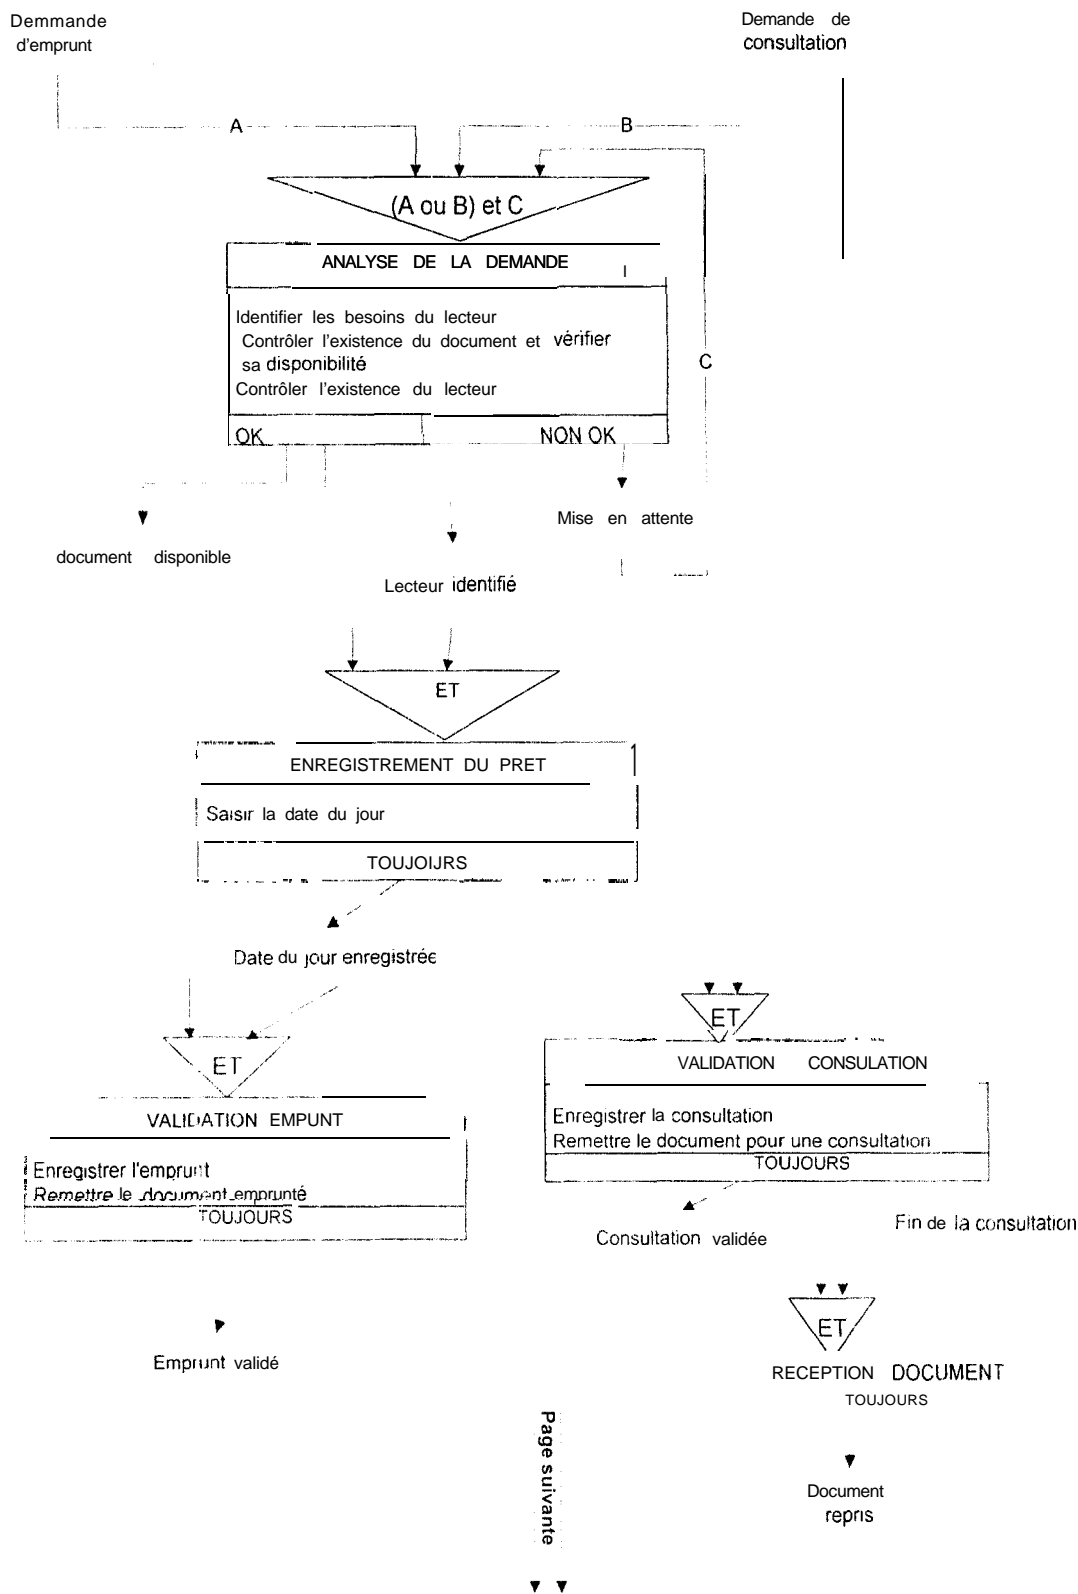 Demmande
d'emprunt
Demande de
consultation
A
B
(A ou B) et C
ANALYSE DE LA DEMANDE
Identifier les besoins du lecteur
Contrôler l'existence du document et vérifier
sa disponibilité
Contrôler l'existence du lecteur
C
OK
NON OK
Mise en attente
document disponible
Lecteur identifié
ET
ENREGISTREMENT DU PRET
Saisir la date du jour
TOUJOIJRS
Date du jour enregistrée
ET
VALIDATION EMPUNT
Enregistrer l'emprunt
Remettre le document emprunté
TOUJOURS
Emprunt validé
ET
VALIDATION CONSULATION
Enregistrer la consultation
Remettre le document pour une consultation
TOUJOURS
Consultation validée
Fin de la consultation
ET
RECEPTION DOCUMENT
TOUJOURS
Document
repris
Page suivante